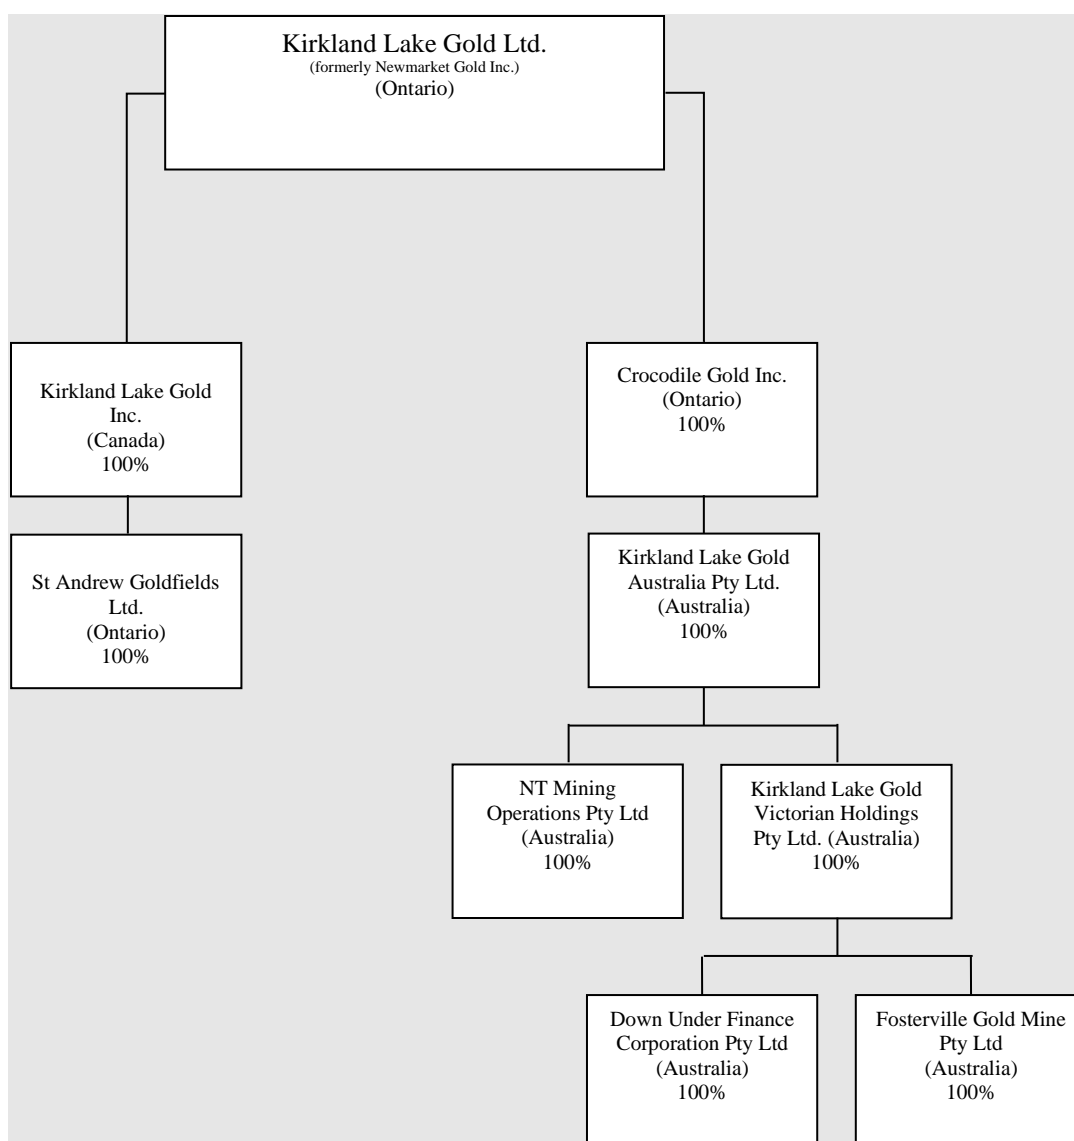 Kirkland Lake Gold Ltd.
(formerly Newmarket Gold Inc.)
(Ontario)
Kirkland Lake Gold
Inc.
(Canada)
100%
Crocodile Gold Inc.
(Ontario)
100%
St Andrew Goldfields
Ltd.
(Ontario)
100%
Kirkland Lake Gold
Australia Pty Ltd.
(Australia)
100%
NT Mining
Operations Pty Ltd
(Australia)
100%
Kirkland Lake Gold
Victorian Holdings
Pty Ltd. (Australia)
100%
Down Under Finance
Corporation Pty Ltd
(Australia)
100%
Fosterville Gold Mine
Pty Ltd
(Australia)
100%